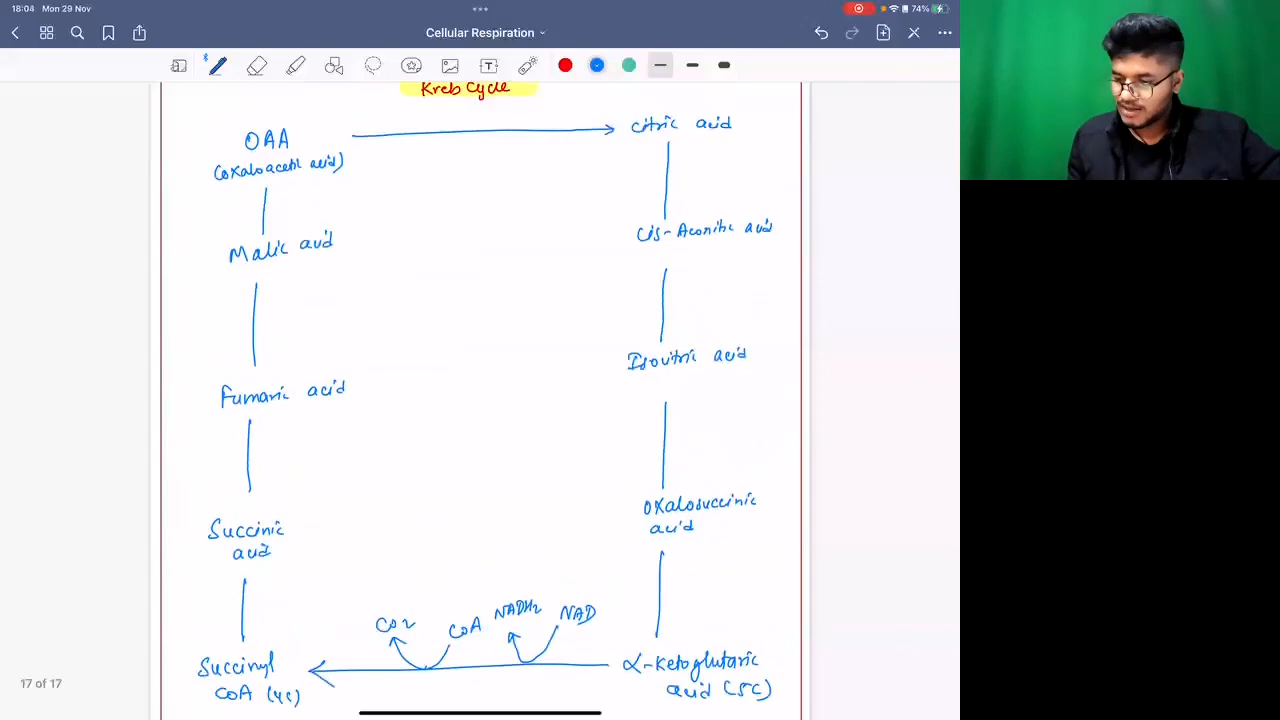 18:04 Mon 29 Nov
74%
Cellular Respiration
Kreb Cycle
OAA
(oxaloacetic acid)
Citric acid
Malic acid
Cis-Aconitic acid
Fumaric acid
Isocitric acid
Succinic
acid
Oxalosuccinic
acid
CO2
CoA
NADH2
NAD
Succinyl
CoA (4C)
α-Ketoglutaric
acid (5C)
17 of 17